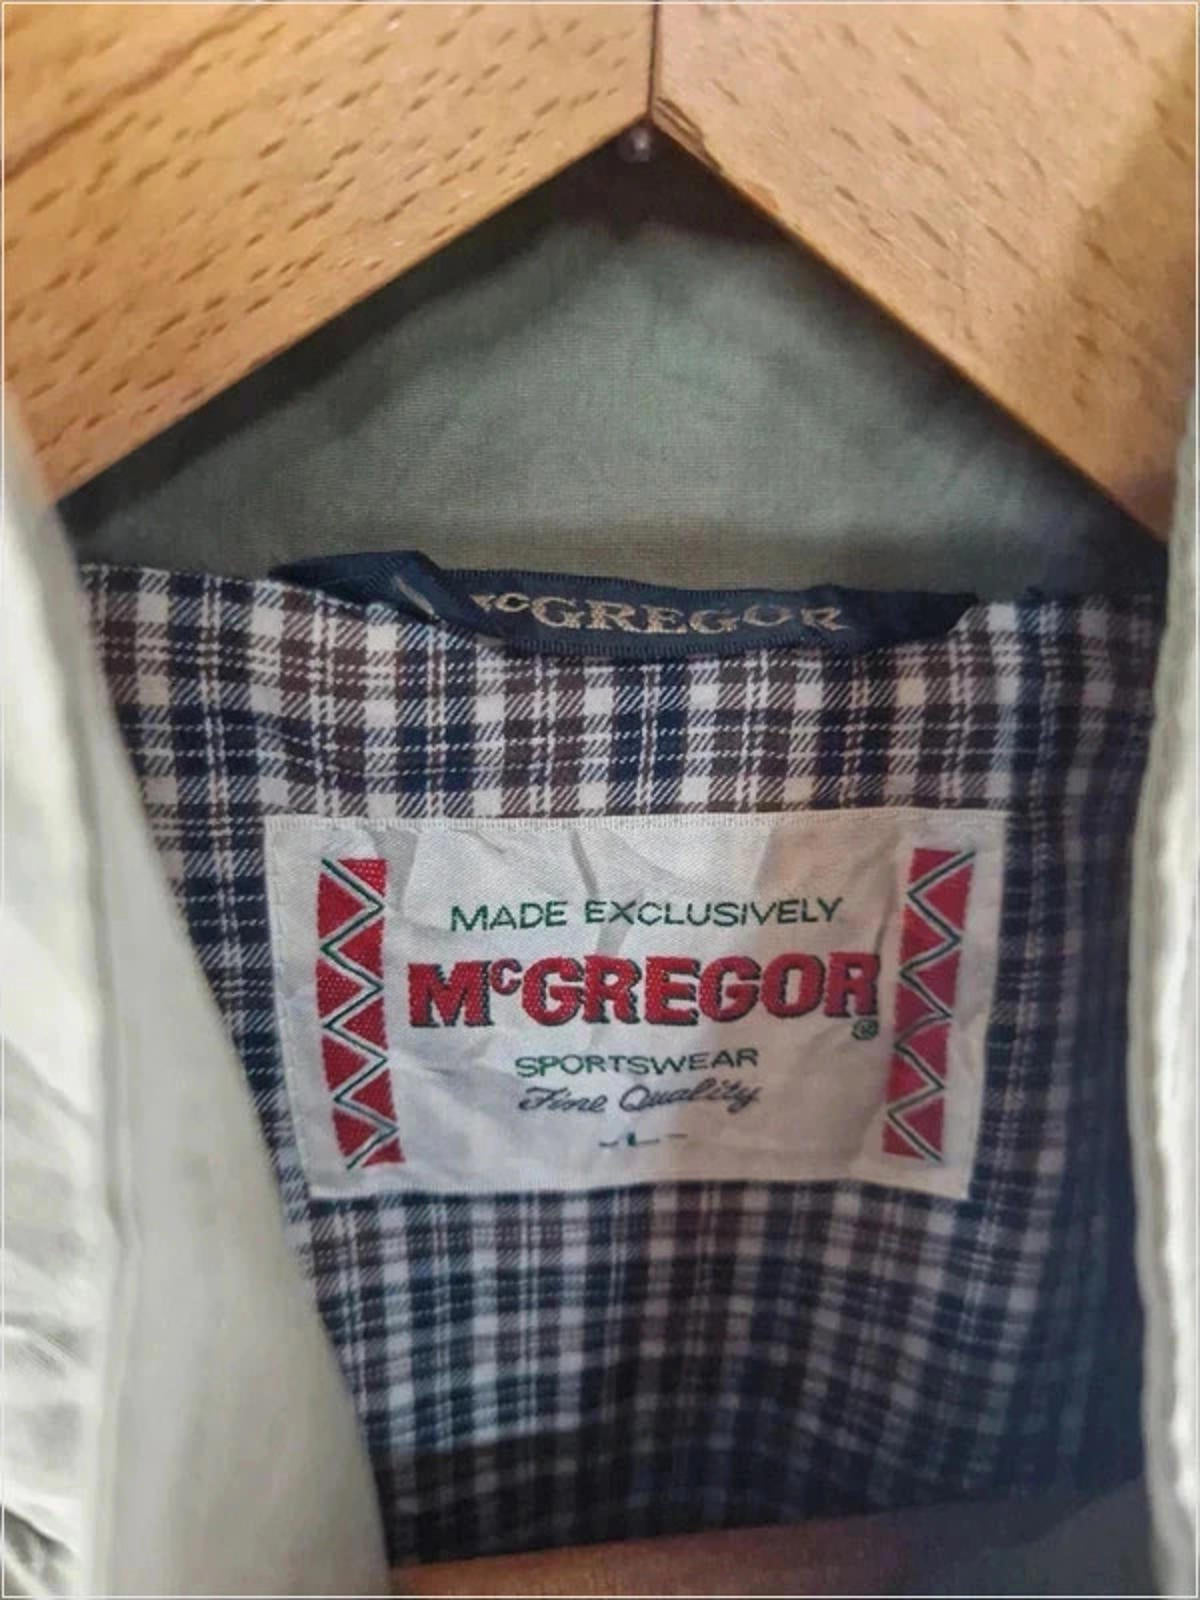 McGREGOR
MADE EXCLUSIVELY
McGREGOR®
SPORTSWEAR
Fine Quality
-L-